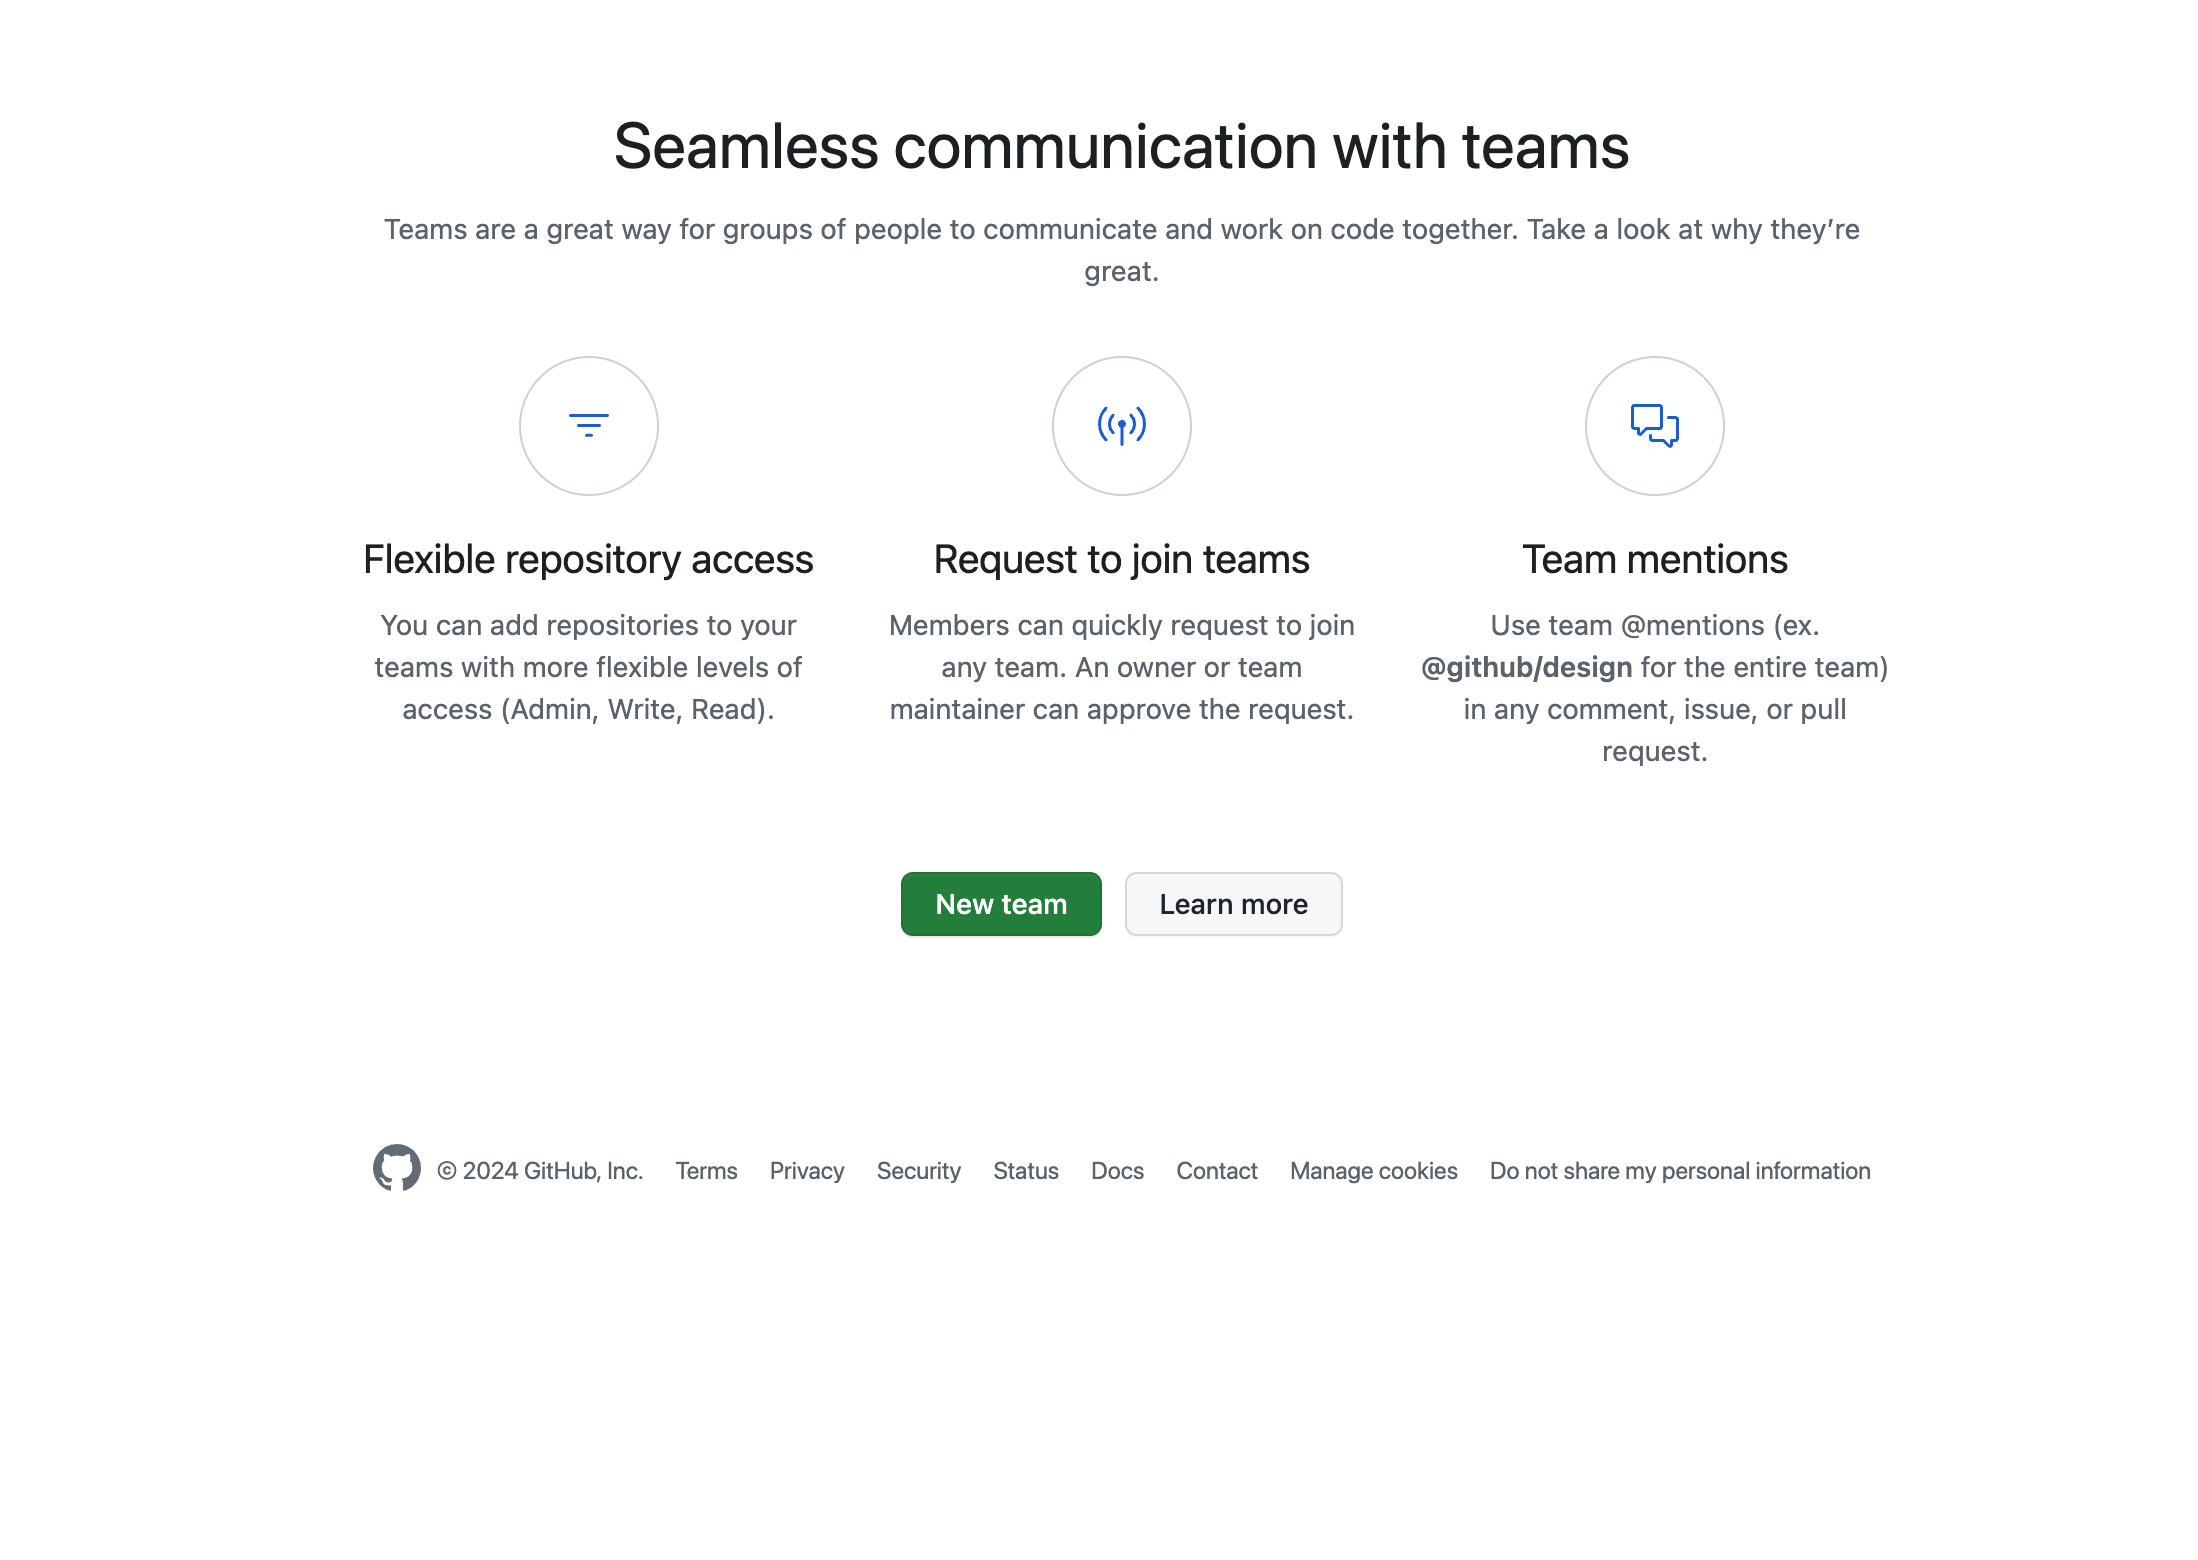 Seamless communication with teams
Teams are a great way for groups of people to communicate and work on code together. Take a look at why they’re
great.
Flexible repository access
You can add repositories to your
teams with more flexible levels of
access (Admin, Write, Read).
Request to join teams
Members can quickly request to join
any team. An owner or team
maintainer can approve the request.
Team mentions
Use team @mentions (ex.
@github/design for the entire team)
in any comment, issue, or pull
request.
New team
Learn more
© 2024 GitHub, Inc. Terms Privacy Security Status Docs Contact Manage cookies Do not share my personal information